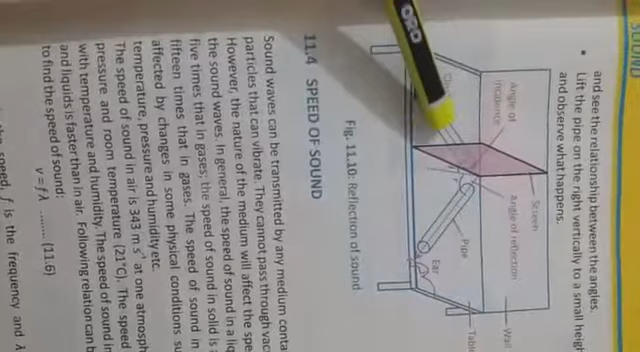 SOUND
and see the relationship between the angles.
• Lift the pipe on the right vertically to a small heig
and observe what happens.
Angle of
incidence
Screen
Angle of reflection
Wall
Pipe
Ear
Tabl
ORO
Fig. 11.10: Reflection of sound
11.4 SPEED OF SOUND
Sound waves can be transmitted by any medium conta
particles that can vibrate. They cannot pass through vac
However, the nature of the medium will affect the spe
the sound waves. In general, the speed of sound in a liq
five times that in gases; the speed of sound in solid is
fifteen times that in gases. The speed of sound in
affected by changes in some physical conditions su
temperature, pressure and humidity etc.
The speed of sound in air is 343 m s⁻¹ at one atmosph
pressure and room temperature (21°C). The speed
with temperature and humidity. The speed of sound in
and liquids is faster than in air. Following relation can b
to find the speed of sound:
v = f λ ......... (11.6)
speed, f is the frequency and λ